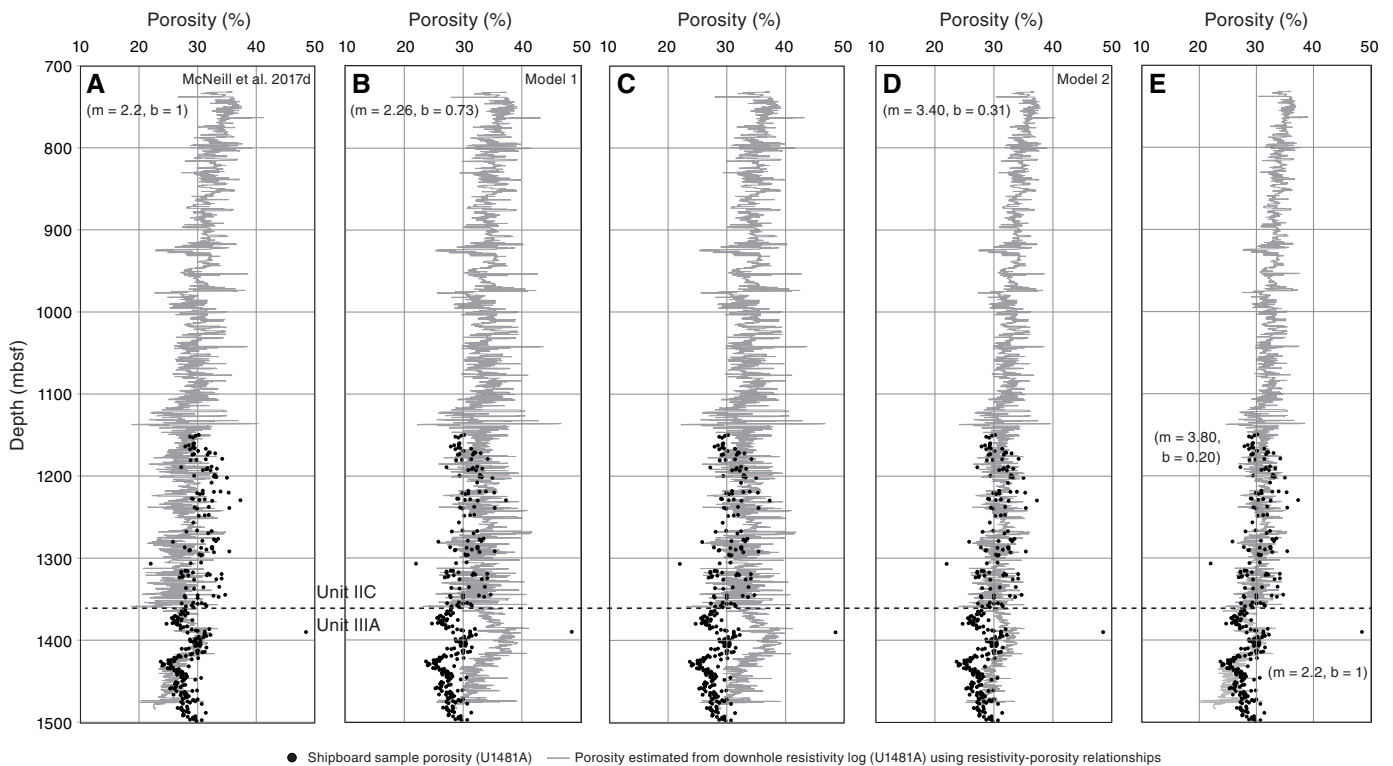 Porosity (%) Porosity (%) Porosity (%) Porosity (%) Porosity (%)
10 20 30 40 50 10 20 30 40 50 10 20 30 40 50 10 20 30 40 50 10 20 30 40 50
700
A McNeill et al. 2017d B Model 1 C D Model 2 E
(m = 2.2, b = 1) (m = 2.26, b = 0.73) (m = 3.40, b = 0.31)
800
900
1000
Depth (mbsf)
1100
(m = 3.80,
b = 0.20)
1200
1300
Unit IIC
Unit IIIA
1400
(m = 2.2, b = 1)
1500
Shipboard sample porosity (U1481A) Porosity estimated from downhole resistivity log (U1481A) using resistivity-porosity relationships